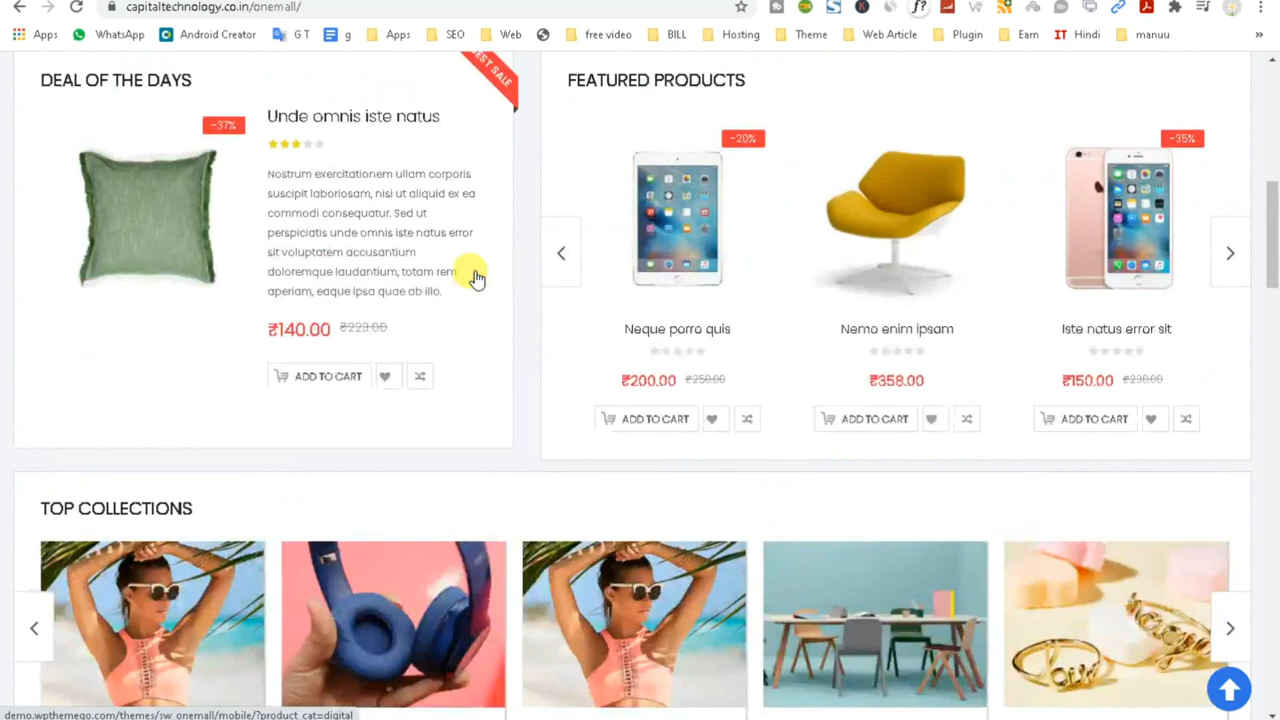 capitaltechnology.co.in/onemall/
Apps WhatsApp Android Creator G T g Apps SEO Web free video BILL Hosting Theme Web Article Plugin Earn IT Hindi manuu »
DEAL OF THE DAYS
EST SALE
-37%
Unde omnis iste natus
Nostrum exercitationem ullam corporis
suscipit laboriosam, nisi ut aliquid ex ea
commodi consequatur. Sed ut
perspiciatis unde omnis iste natus error
sit voluptatem accusantium
doloremque laudantium, totam rem
aperiam, eaque ipsa quae ab illo.
₹140.00 ₹223.00
ADD TO CART
FEATURED PRODUCTS
-20%
-35%
Neque porro quis
Nemo enim ipsam
Iste natus error sit
₹200.00 ₹250.00
₹358.00
₹150.00 ₹230.00
ADD TO CART
ADD TO CART
ADD TO CART
TOP COLLECTIONS
demo.wpthemego.com/themes/sw_onemall/mobile/?product_cat=digital